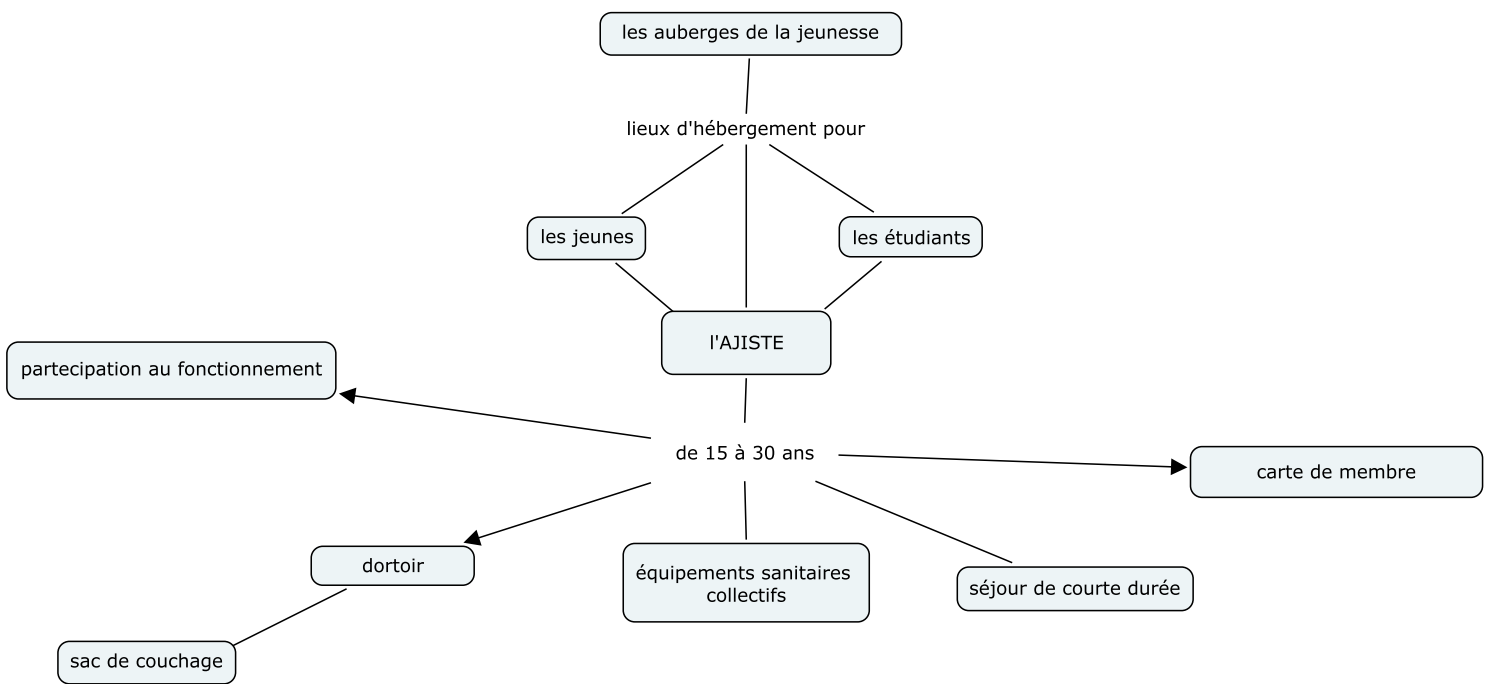 les auberges de la jeunesse
lieux d'hébergement pour
les jeunes
les étudiants
l'AJISTE
partecipation au fonctionnement
de 15 à 30 ans
carte de membre
dortoir
équipements sanitaires
collectifs
séjour de courte durée
sac de couchage